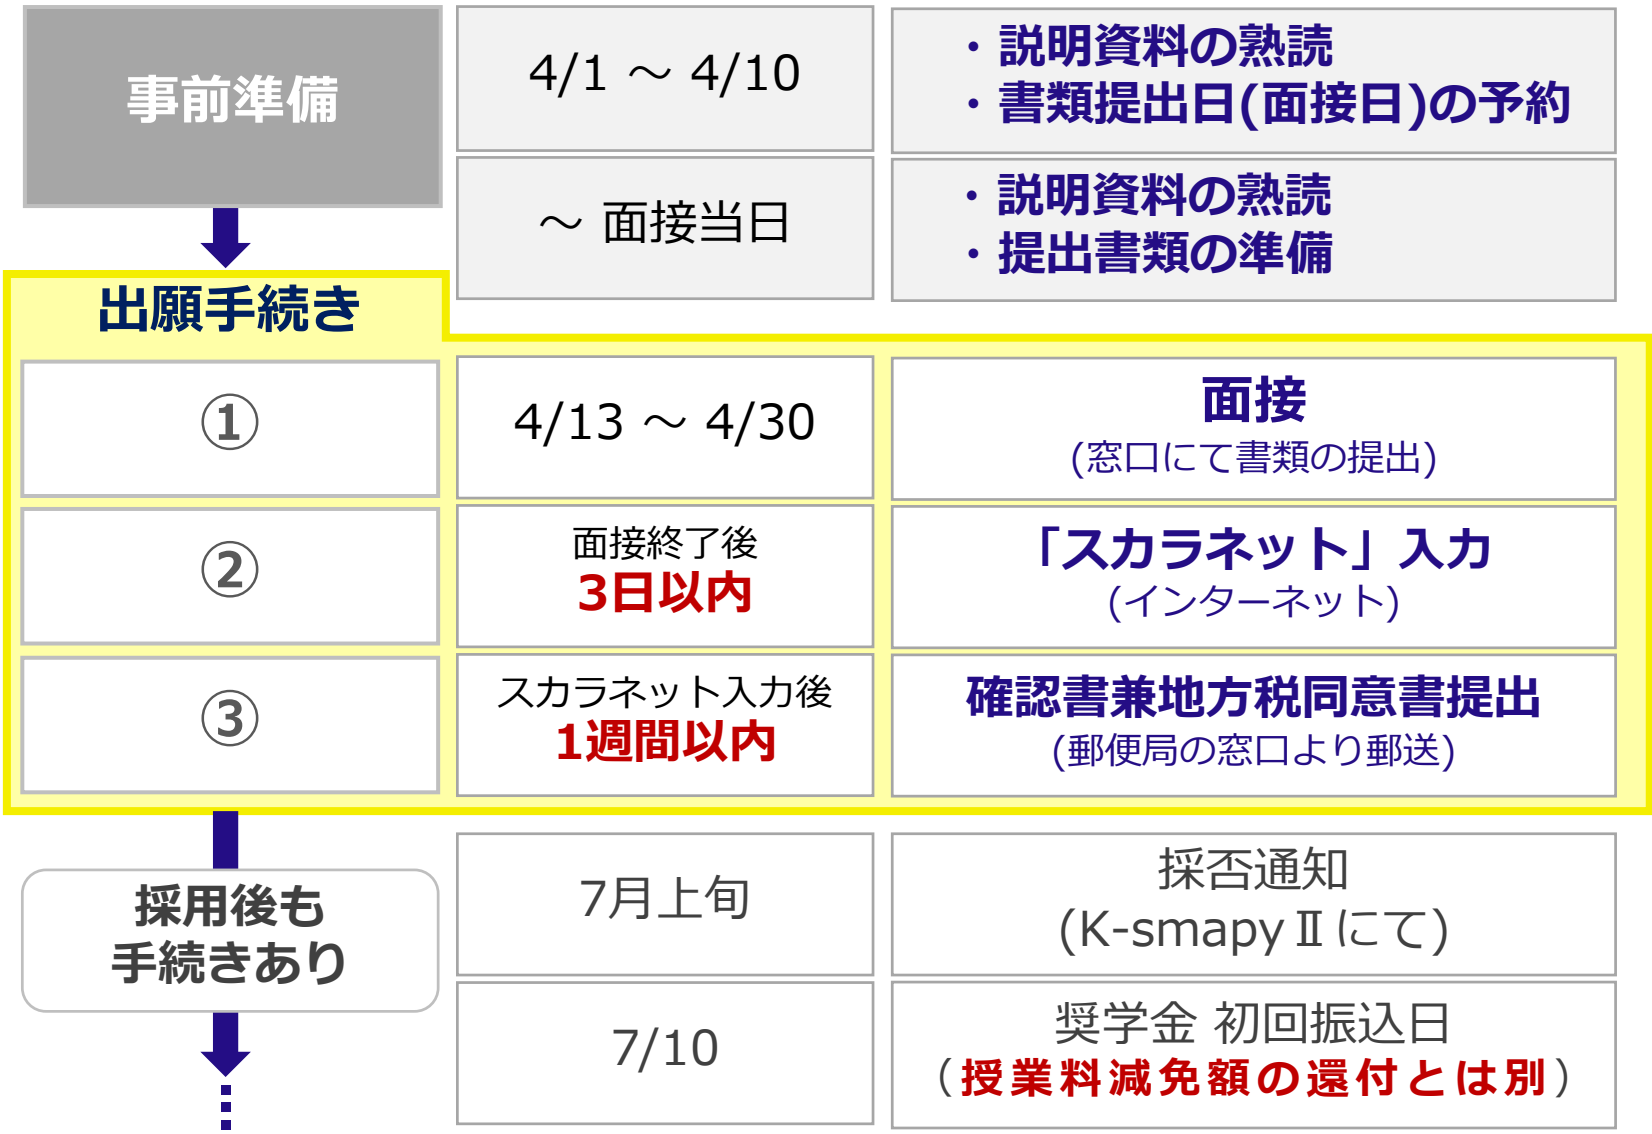 事前準備
4/1 ～ 4/10
・説明資料の熟読
・書類提出日(面接日)の予約
～ 面接当日
・説明資料の熟読
・提出書類の準備
出願手続き
①
4/13 ～ 4/30
面接
(窓口にて書類の提出)
②
面接終了後
3日以内
「スカラネット」入力
(インターネット)
③
スカラネット入力後
1週間以内
確認書兼地方税同意書提出
(郵便局の窓口より郵送)
採用後も
手続きあり
7月上旬
採否通知
(K-smapyⅡにて)
7/10
奨学金 初回振込日
（授業料減免額の還付とは別）